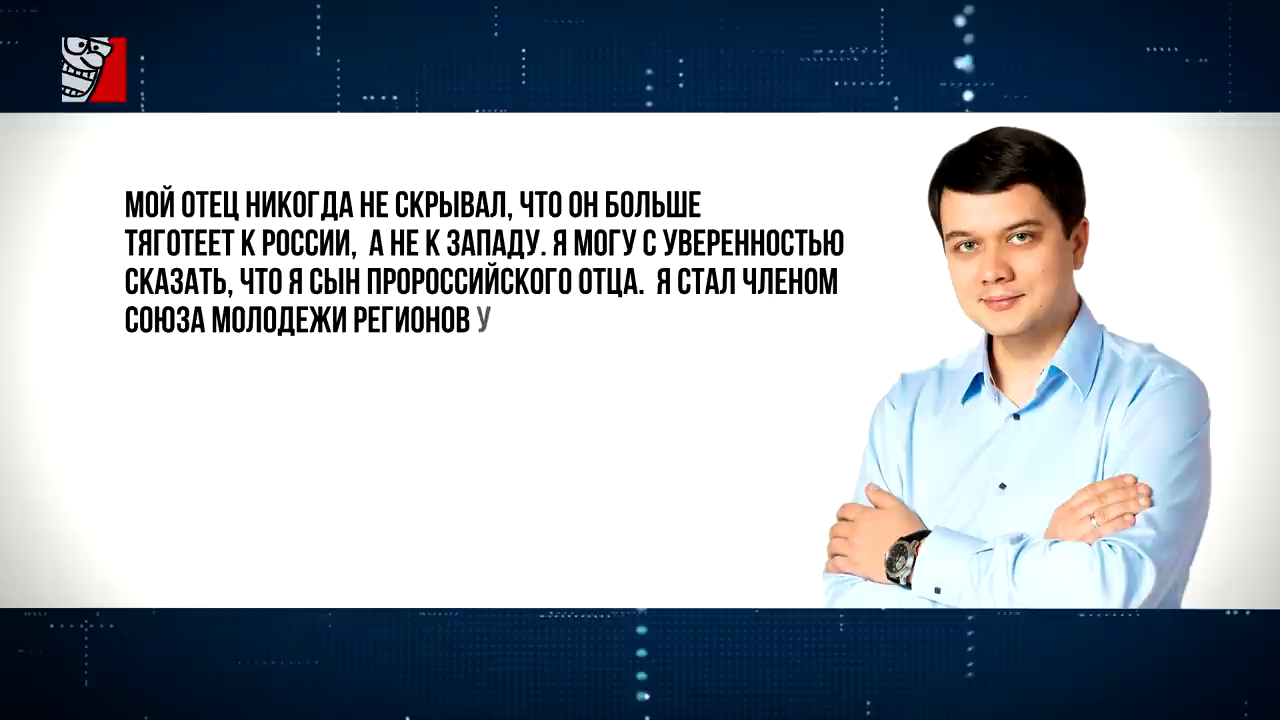 МОЙ ОТЕЦ НИКОГДА НЕ СКРЫВАЛ, ЧТО ОН БОЛЬШЕ
ТЯГОТЕЕТ К РОССИИ, А НЕ К ЗАПАДУ. Я МОГУ С УВЕРЕННОСТЬЮ
СКАЗАТЬ, ЧТО Я СЫН ПРОРОССИЙСКОГО ОТЦА. Я СТАЛ ЧЛЕНОМ
СОЮЗА МОЛОДЕЖИ РЕГИОНОВ У